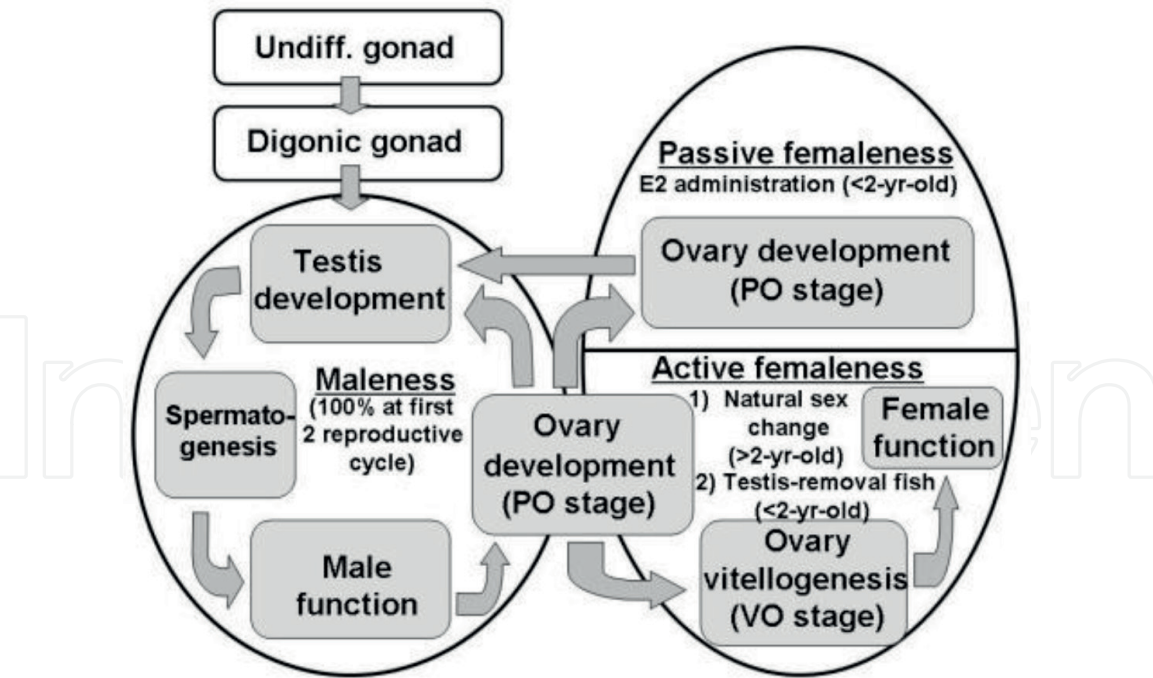 Undiff. gonad
Digonic gonad
Testis
development
Spermato-
genesis
Maleness
(100% at first
2 reproductive
cycle)
Male
function
Ovary
development
(PO stage)
Passive femaleness
E2 administration (<2-yr-old)
Ovary development
(PO stage)
Active femaleness
1) Natural sex
change
(>2-yr-old)
2) Testis-removal fish
(<2-yr-old)
Female
function
Ovary
vitellogenesis
(VO stage)